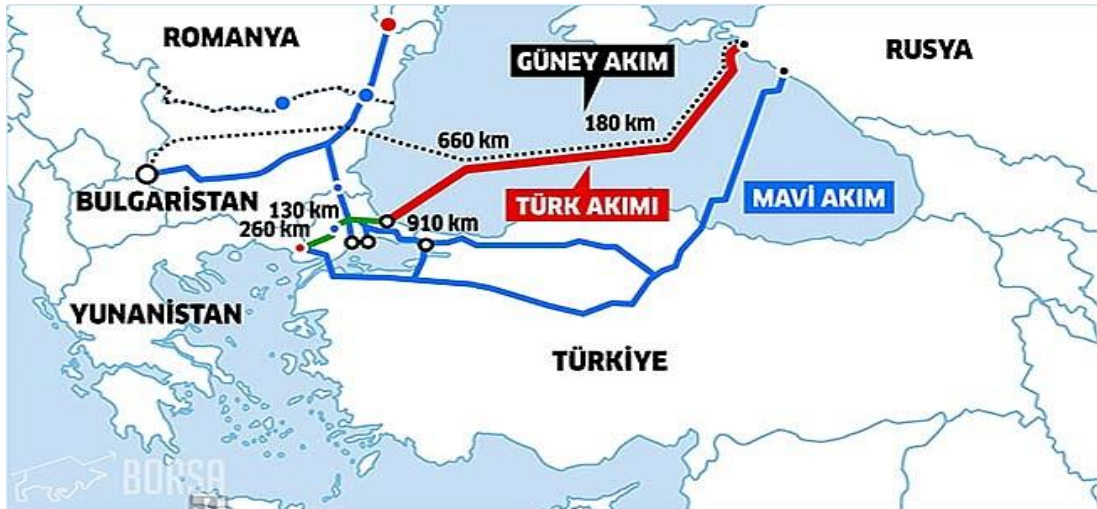 ROMANYA
GÜNEY AKIM
RUSYA
660 km
180 km
BULGARİSTAN
TÜRK AKIMI
MAVİ AKIM
130 km
260 km
910 km
YUNANİSTAN
TÜRKİYE
BORSA